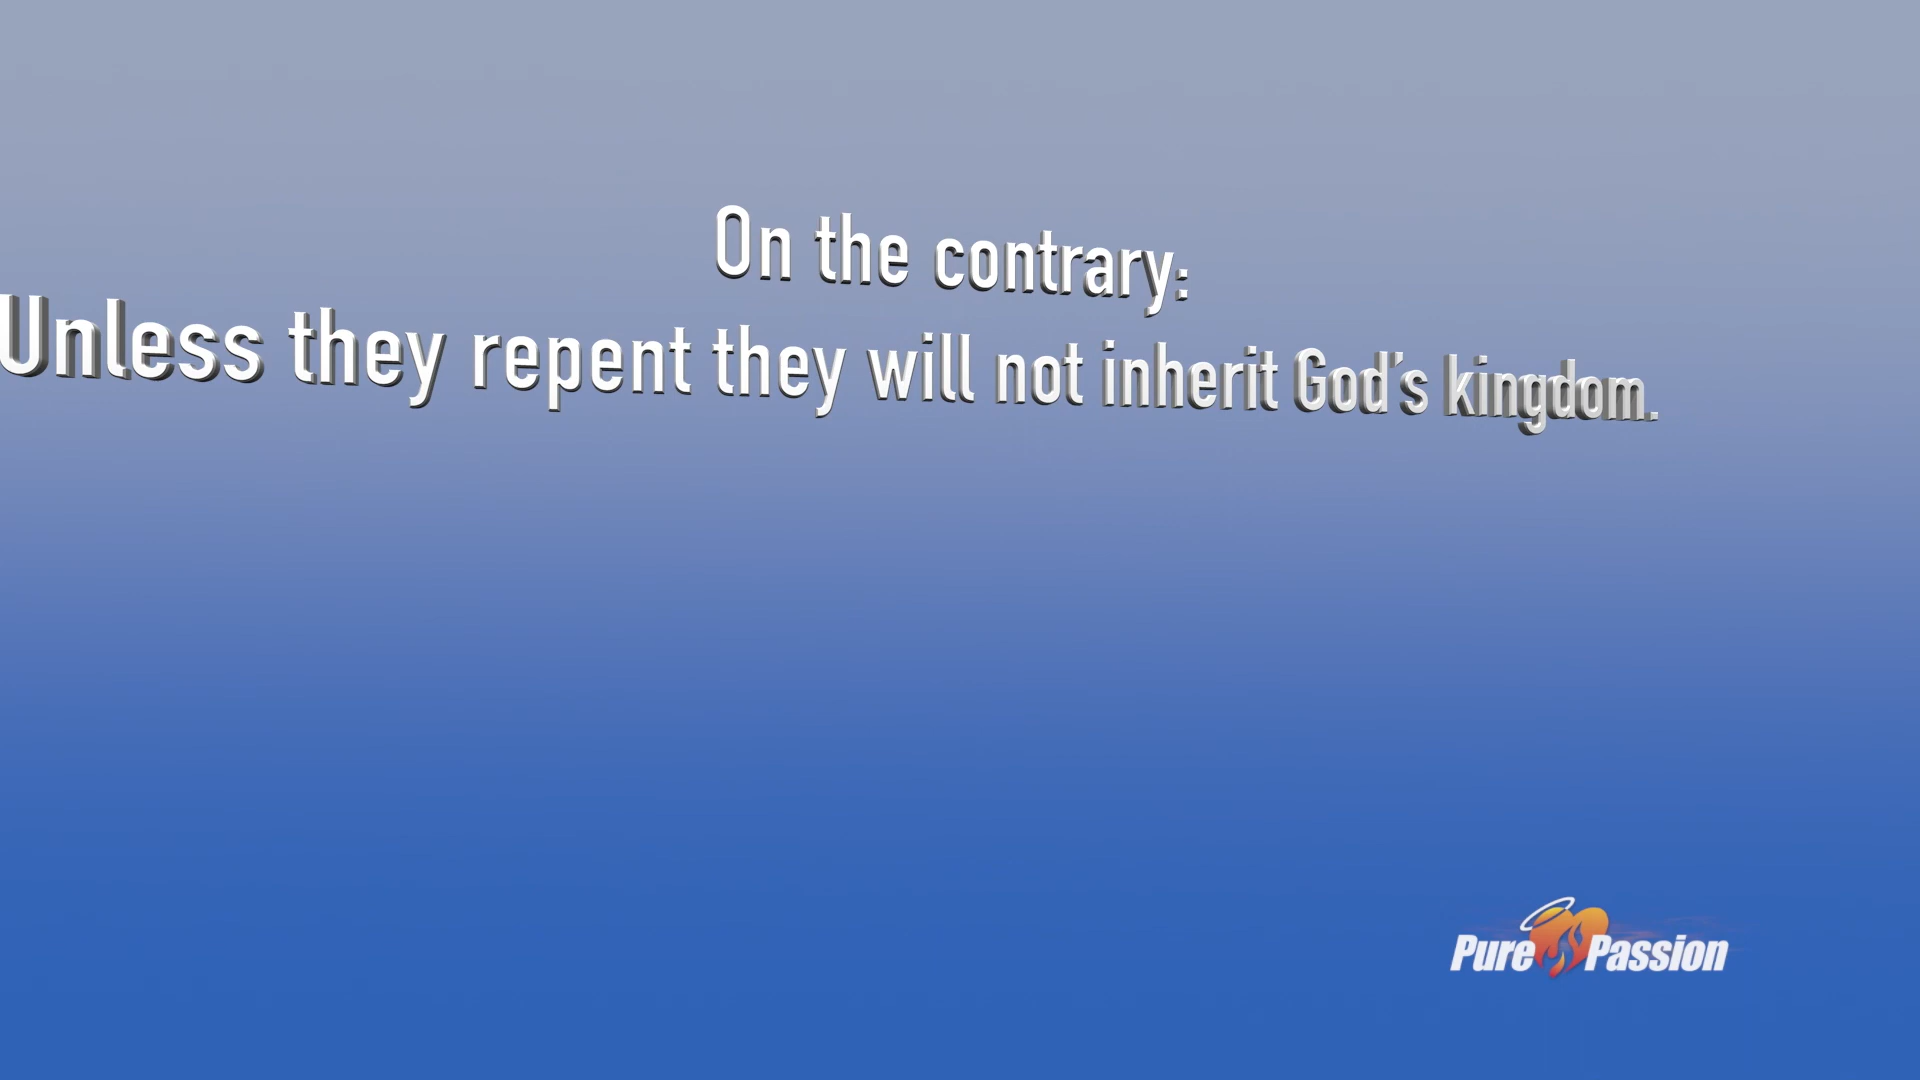 On the contrary:
Unless they repent they will not inherit God's kingdom.
Pure Passion